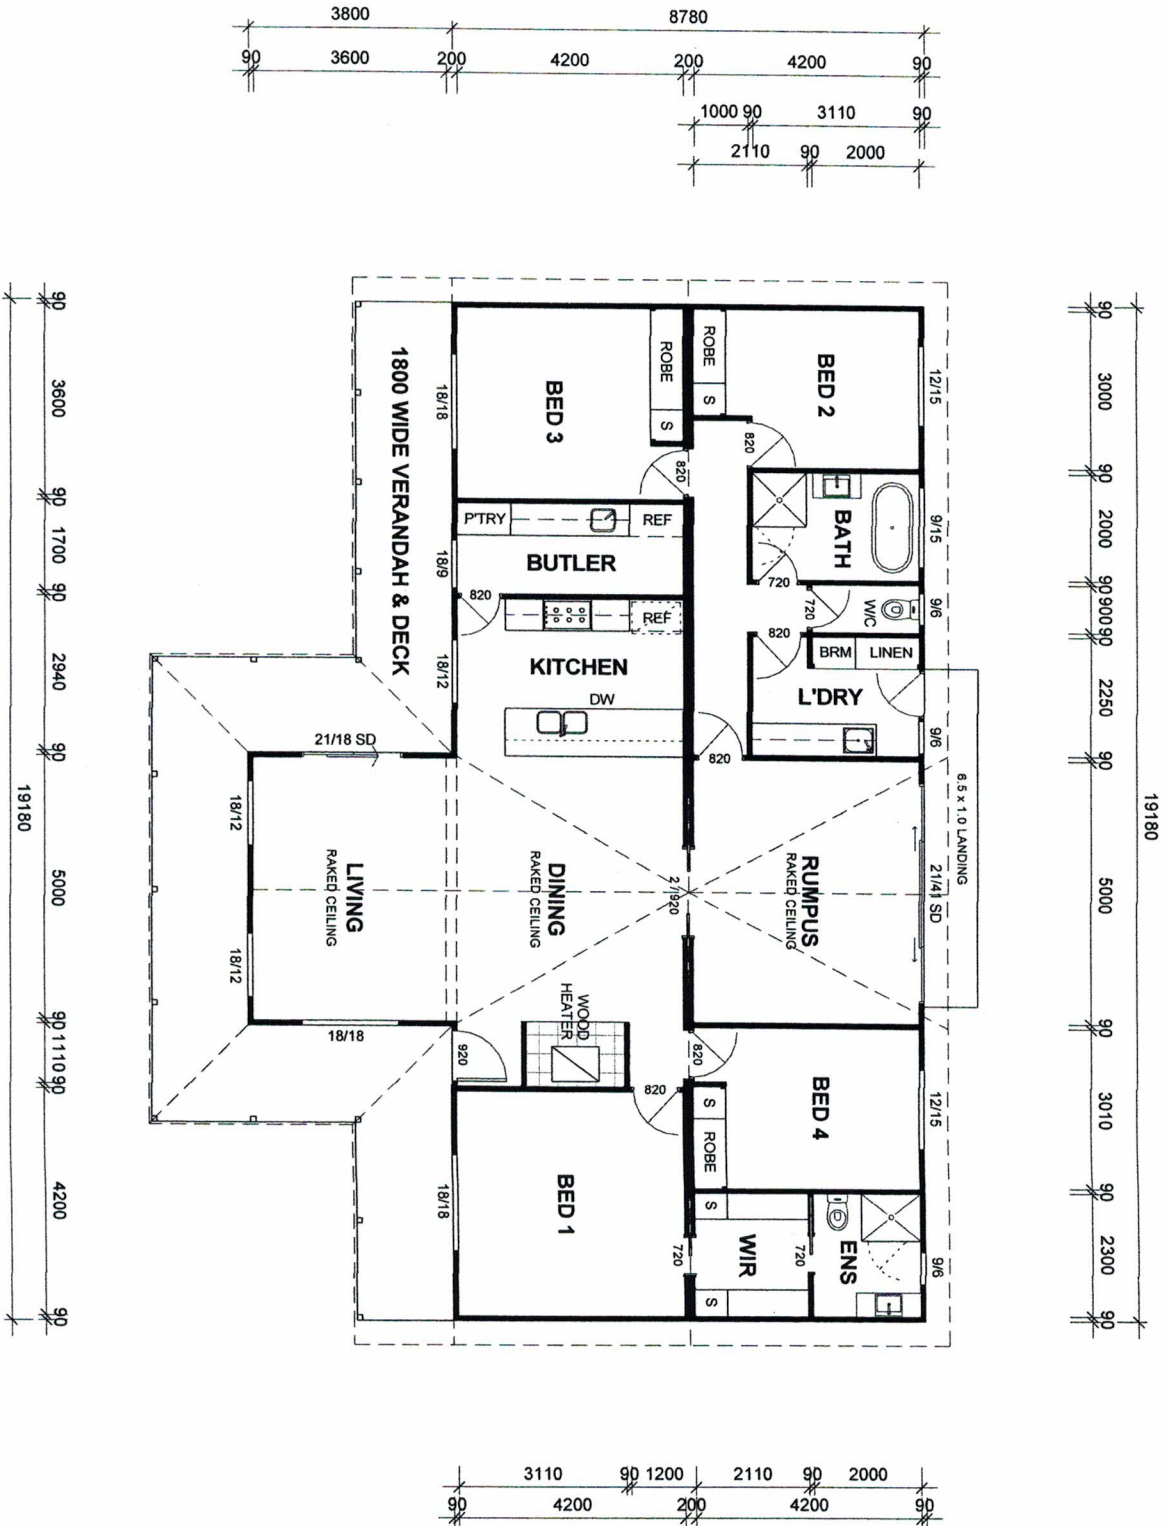 3800
8780
90
3600
200
4200
200
4200
90
1000
90
3110
90
2110
90
2000
90
3600
90
1700
90
2940
90
5000
90
1110
90
4200
90
19180
90
3000
90
2000
90
900
90
2250
90
5000
90
3010
90
2300
90
19180
1800 WIDE VERANDAH & DECK
18/18
BED 3
ROBE
S
820
ROBE
S
BED 2
12/15
820
P'TRY
REF
BUTLER
18/9
820
BATH
9/15
720
720
W/C
9/6
REF
KITCHEN
DW
18/12
820
BRM
LINEN
L'DRY
9/6
820
21/18 SD
18/12
18/12
LIVING
RAKED CEILING
18/18
DINING
RAKED CEILING
2/920
RUMPUS
RAKED CEILING
21/41 SD
6.5 x 1.0 LANDING
WOOD
HEATER
920
820
820
BED 4
12/15
S
ROBE
BED 1
18/18
S
WIR
S
720
720
ENS
9/6
3110
90
1200
2110
90
2000
90
4200
200
4200
90